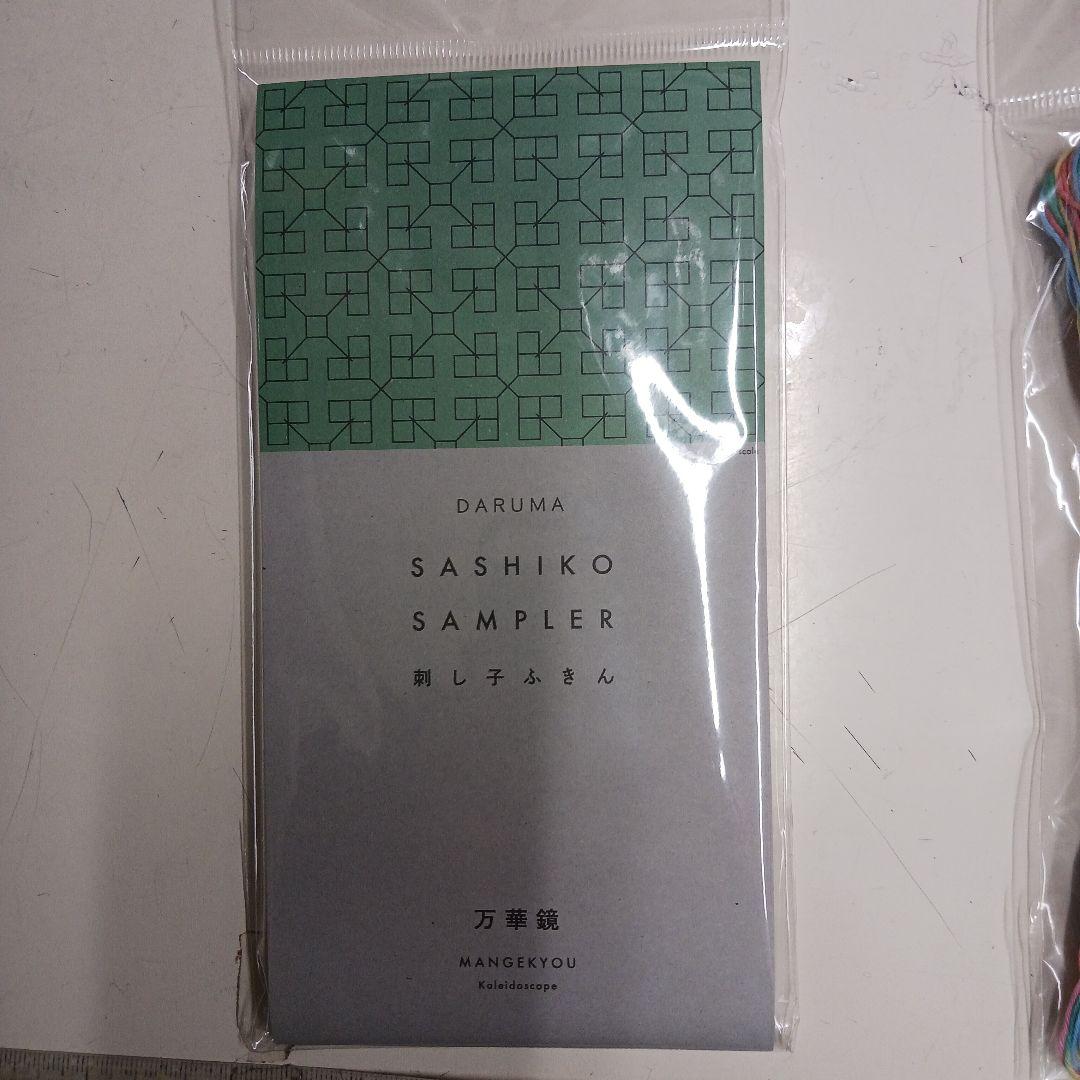 DARUMA
SASHIKO
SAMPLER
刺し子ふきん
万華鏡
MANGEKYOU
Kaleidoscope